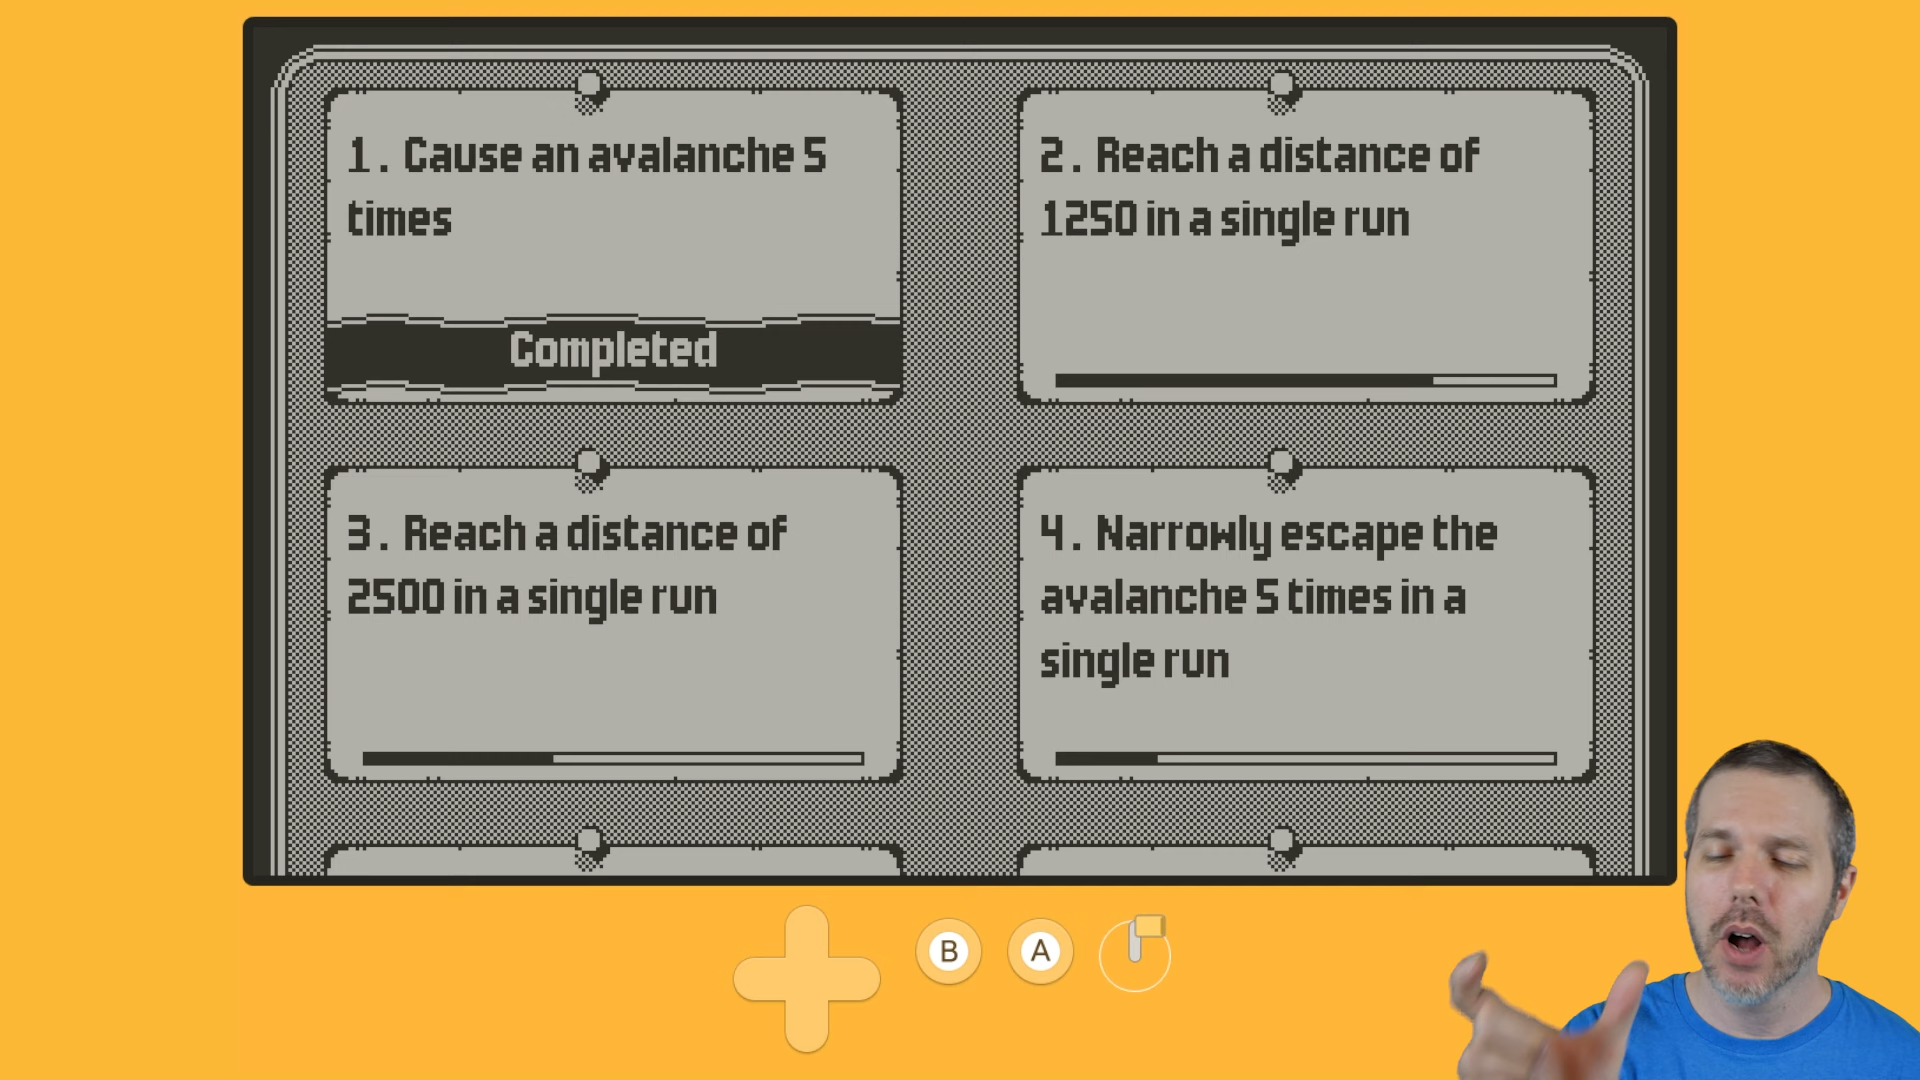 1. Cause an avalanche 5
times
Completed
2. Reach a distance of
1250 in a single run
3. Reach a distance of
2500 in a single run
4. Narrowly escape the
avalanche 5 times in a
single run
B A